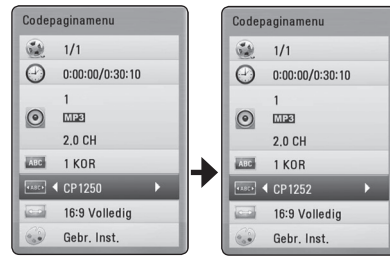 Codepaginamenu
1/1
0:00:00/0:30:10
1
MP3
2.0 CH
ABC 1 KOR
ABC CP1250
16:9 Volledig
Gebr. Inst.
Codepaginamenu
1/1
0:00:00/0:30:10
1
MP3
2.0 CH
ABC 1 KOR
ABC CP1252
16:9 Volledig
Gebr. Inst.